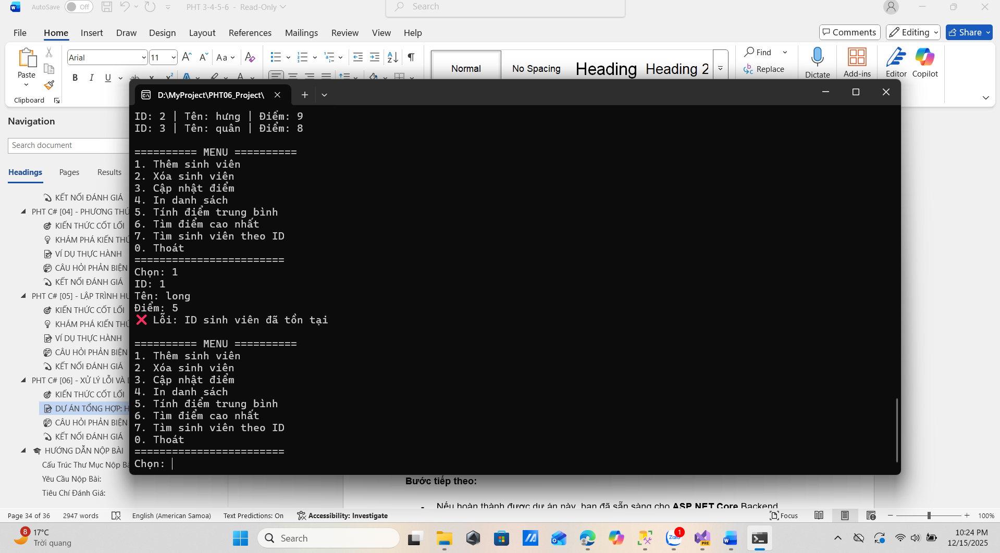 AutoSave Off PHT 3-4-5-6 - Read-Only Search
File Home Insert Draw Design Layout References Mailings Review View Help Comments Editing Share
Paste
Clipboard
Arial 11 Aa
B I U ab x x² A A
Normal No Spacing Heading Heading 2
Find
Replace
Dictate Add-ins Editor Copilot
Navigation
Search document
Headings Pages Results
KẾT NỐI ĐÁNH GIÁ
PHT C# [04] - PHƯƠNG THỨ
KIẾN THỨC CỐT LÕI
KHÁM PHÁ KIẾN THỨ
VÍ DỤ THỰC HÀNH
CÂU HỎI PHẢN BIỆN
KẾT NỐI ĐÁNH GIÁ
PHT C# [05] - LẬP TRÌNH HƯ
KIẾN THỨC CỐT LÕI
KHÁM PHÁ KIẾN THỨ
VÍ DỤ THỰC HÀNH
CÂU HỎI PHẢN BIỆN
KẾT NỐI ĐÁNH GIÁ
PHT C# [06] - XỬ LÝ LỖI VÀ
KIẾN THỨC CỐT LÕI
DỰ ÁN TỔNG HỢP: H
CÂU HỎI PHẢN BIỆN
KẾT NỐI ĐÁNH GIÁ
HƯỚNG DẪN NỘP BÀI
Cấu Trúc Thư Mục Nộp Bà
Yêu Cầu Nộp Bài:
Tiêu Chí Đánh Giá:
D:\MyProject\PHT06_Project\
ID: 2 | Tên: hưng | Điểm: 9
ID: 3 | Tên: quân | Điểm: 8
========== MENU ==========
1. Thêm sinh viên
2. Xóa sinh viên
3. Cập nhật điểm
4. In danh sách
5. Tính điểm trung bình
6. Tìm điểm cao nhất
7. Tìm sinh viên theo ID
0. Thoát
========================
Chọn: 1
ID: 1
Tên: long
Điểm: 5
❌ Lỗi: ID sinh viên đã tồn tại
========== MENU ==========
1. Thêm sinh viên
2. Xóa sinh viên
3. Cập nhật điểm
4. In danh sách
5. Tính điểm trung bình
6. Tìm điểm cao nhất
7. Tìm sinh viên theo ID
0. Thoát
========================
Chọn:
Bước tiếp theo:
- Nếu hoàn thành được dự án này, bạn đã sẵn sàng cho ASP.NET Core Backend
Page 34 of 36 2947 words English (American Samoa) Text Predictions: On Accessibility: Investigate Focus 100%
8 17°C
Trời quang
Search
Zalo 1
PRE
10:24 PM
12/15/2025